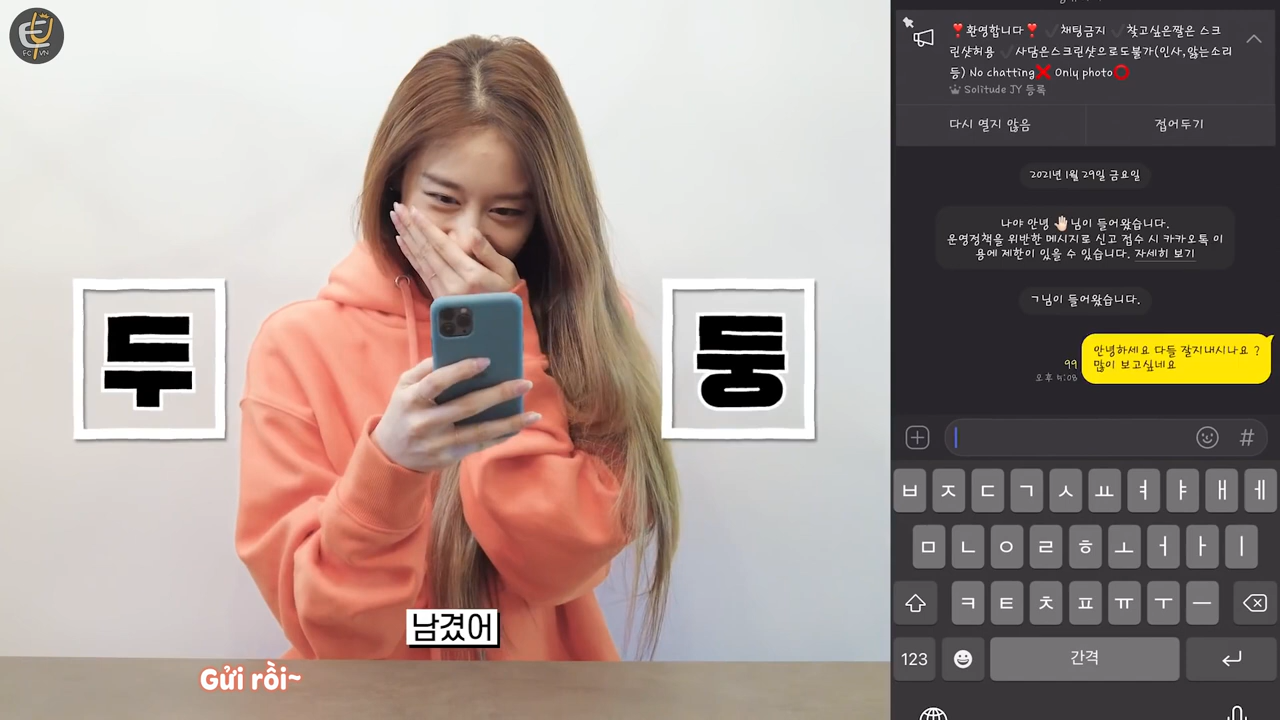 EU
FC VN
❣️환영합니다❣️ ✔채팅금지 ✔찾고싶은짤은 스크
린샷허용 ✔사담은스크린샷으로도불가(인사,앓는소리
등) No chatting❌ Only photo⭕
Solitude JY 등록
다시 열지 않음
접어두기
2021년 1월 29일 금요일
나야 안녕 🖐🏻님이 들어왔습니다.
운영정책을 위반한 메시지로 신고 접수 시 카카오톡 이
용에 제한이 있을 수 있습니다. 자세히 보기
ㄱ님이 들어왔습니다.
안녕하세요 다들 잘지내시나요 ?
많이 보고싶네요
99
오후 4:08
두
둥
남겼어
Gửi rồi~
#
ㅂ ㅈ ㄷ ㄱ ㅅ ㅛ ㅕ ㅑ ㅐ ㅔ
ㅁ ㄴ ㅇ ㄹ ㅎ ㅗ ㅓ ㅏ ㅣ
ㅋ ㅌ ㅊ ㅍ ㅠ ㅜ ㅡ
123
간격